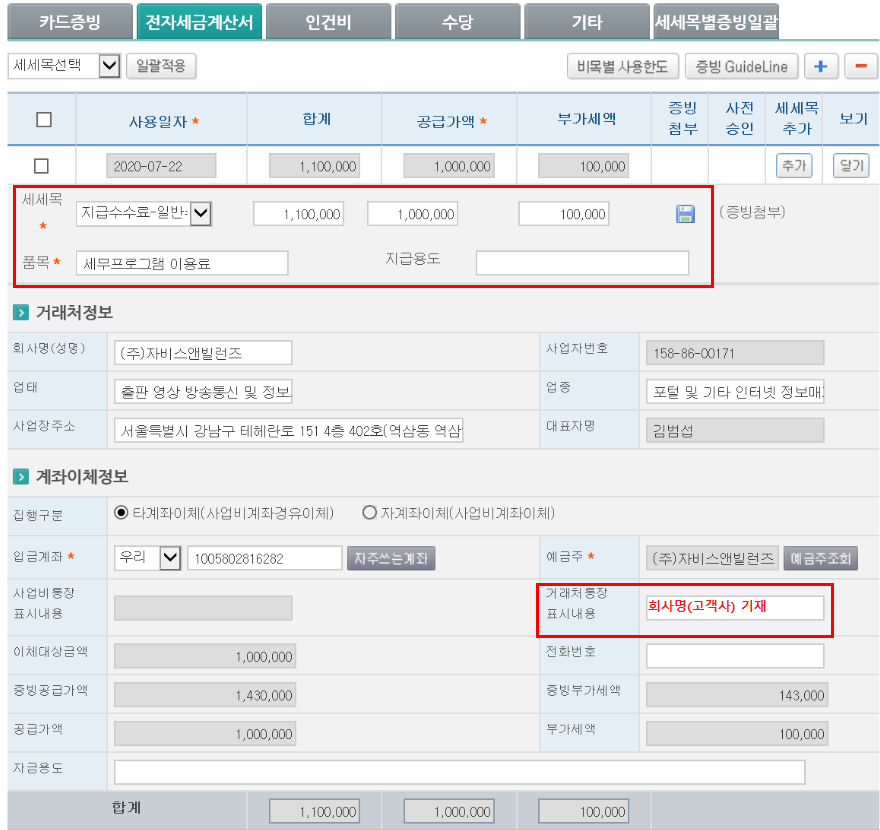 카드증빙 전자세금계산서 인건비 수당 기타 세세목별증빙일괄
세세목선택 일괄적용 비목별 사용한도 증빙 GuideLine + −
사용일자 * 합계 공급가액 * 부가세액 증빙 첨부 사전 승인 세세목 추가 보기
2020-07-22 1,100,000 1,000,000 100,000 추가 닫기
세세목 * 지급수수료-일반 1,100,000 1,000,000 100,000 (증빙첨부)
품목 * 세무프로그램 이용료 지급용도
거래처정보
회사명(성명) (주)자비스앤빌런즈 사업자번호 158-86-00171
업태 출판 영상 방송통신 및 정보 업종 포털 및 기타 인터넷 정보매
사업장주소 서울특별시 강남구 테헤란로 151 4층 402호(역삼동 역삼 대표자명 김범섭
계좌이체정보
집행구분 타계좌이체(사업비계좌경유이체) 자계좌이체(사업비계좌이체)
입금계좌 * 우리 1005802816282 자주쓰는계좌 예금주 * (주)자비스앤빌런즈 예금주조회
사업비통장 표시내용 거래처통장 표시내용 회사명(고객사) 기재
이체대상금액 1,000,000 전화번호
증빙공급가액 1,430,000 증빙부가세액 143,000
공급가액 1,000,000 부가세액 100,000
자금용도
합계 1,100,000 1,000,000 100,000